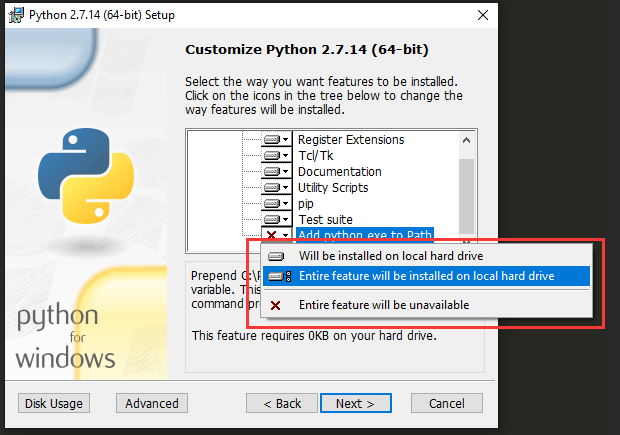 Python 2.7.14 (64-bit) Setup
Customize Python 2.7.14 (64-bit)
Select the way you want features to be installed.
Click on the icons in the tree below to change the
way features will be installed.
Register Extensions
Tcl/Tk
Documentation
Utility Scripts
pip
Test suite
Add python.exe to Path
Will be installed on local hard drive
Entire feature will be installed on local hard drive
Entire feature will be unavailable
Prepend C:\
variable. This
command
This feature requires 0KB on your hard drive.
python
for
windows
Disk Usage
Advanced
< Back
Next >
Cancel